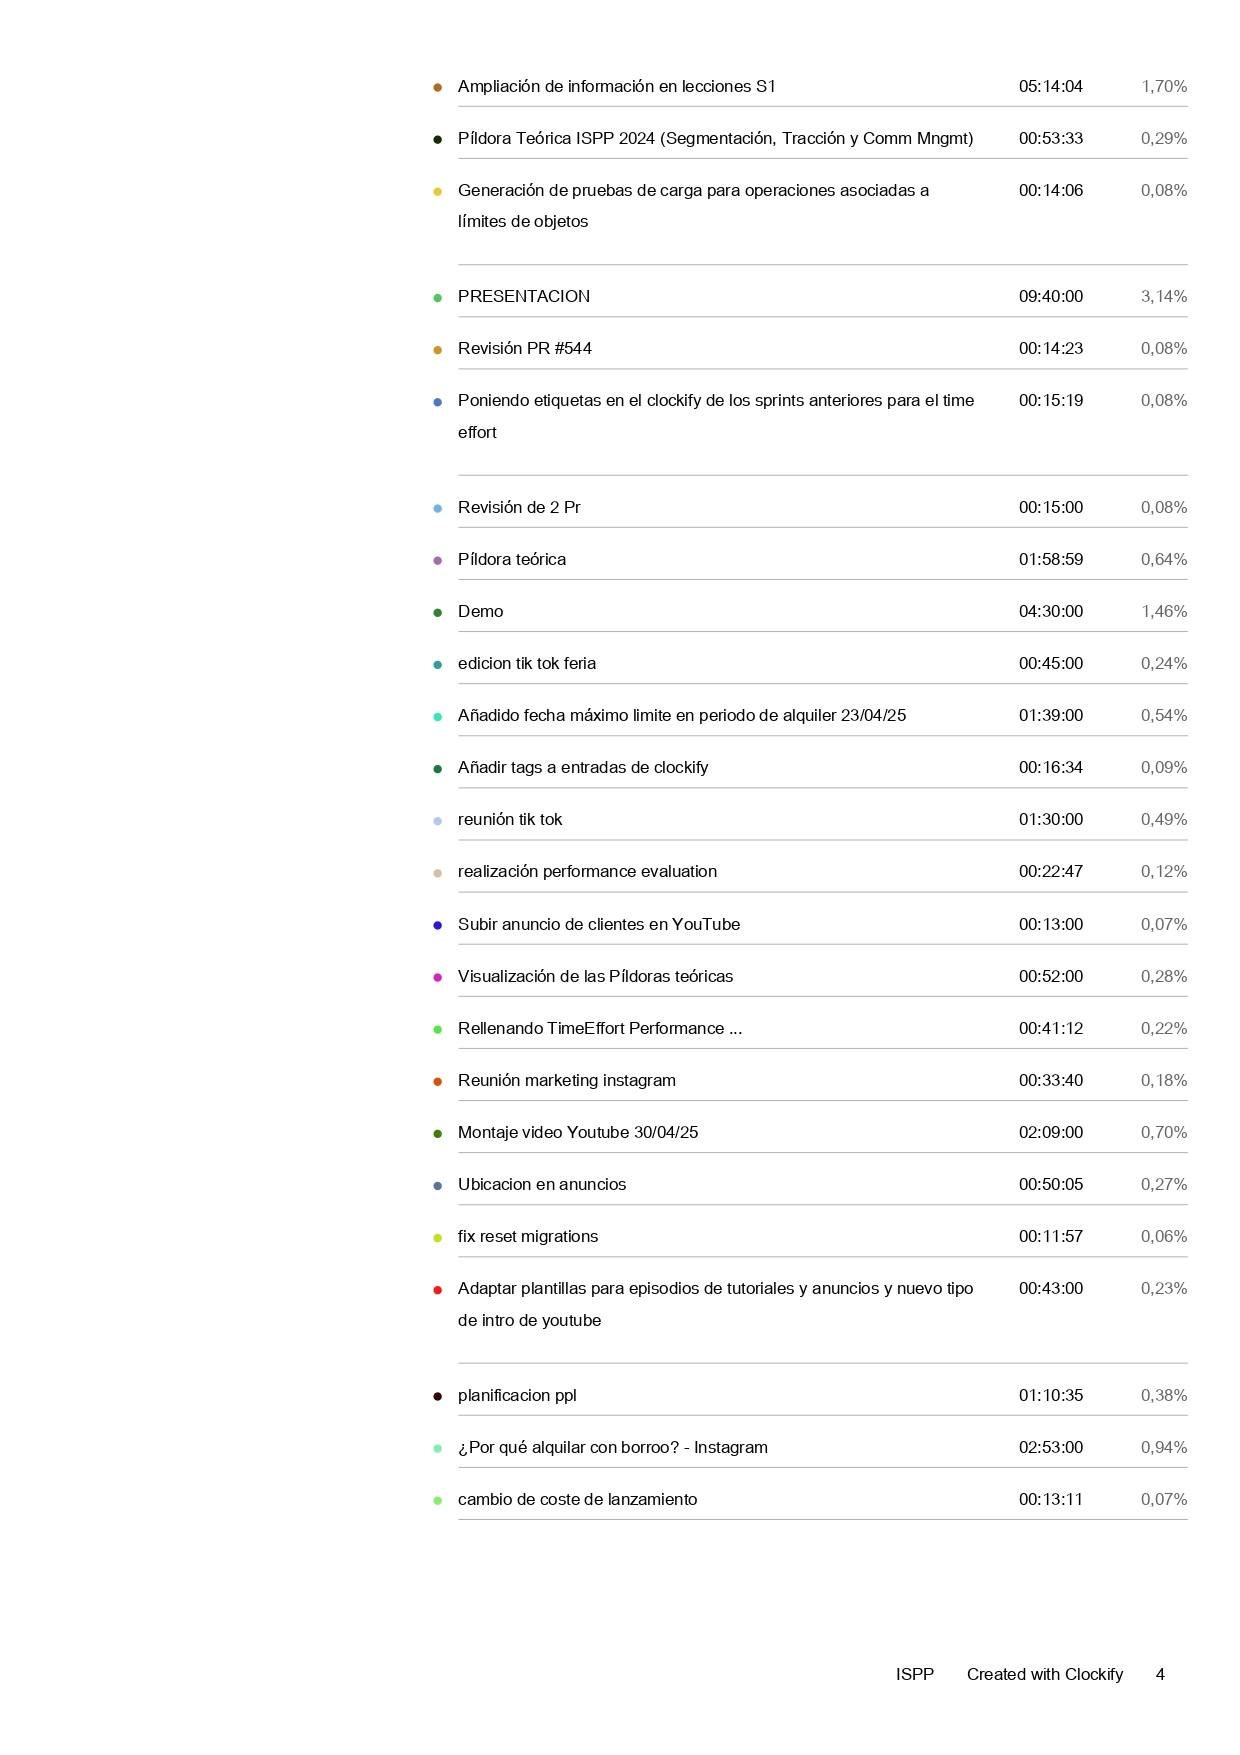 Ampliación de información en lecciones S1 05:14:04 1,70%
Píldora Teórica ISPP 2024 (Segmentación, Tracción y Comm Mngmt) 00:53:33 0,29%
Generación de pruebas de carga para operaciones asociadas a 00:14:06 0,08%
límites de objetos
PRESENTACION 09:40:00 3,14%
Revisión PR #544 00:14:23 0,08%
Poniendo etiquetas en el clockify de los sprints anteriores para el time 00:15:19 0,08%
effort
Revisión de 2 Pr 00:15:00 0,08%
Píldora teórica 01:58:59 0,64%
Demo 04:30:00 1,46%
edicion tik tok feria 00:45:00 0,24%
Añadido fecha máximo limite en periodo de alquiler 23/04/25 01:39:00 0,54%
Añadir tags a entradas de clockify 00:16:34 0,09%
reunión tik tok 01:30:00 0,49%
realización performance evaluation 00:22:47 0,12%
Subir anuncio de clientes en YouTube 00:13:00 0,07%
Visualización de las Píldoras teóricas 00:52:00 0,28%
Rellenando TimeEffort Performance ... 00:41:12 0,22%
Reunión marketing instagram 00:33:40 0,18%
Montaje video Youtube 30/04/25 02:09:00 0,70%
Ubicacion en anuncios 00:50:05 0,27%
fix reset migrations 00:11:57 0,06%
Adaptar plantillas para episodios de tutoriales y anuncios y nuevo tipo 00:43:00 0,23%
de intro de youtube
planificacion ppl 01:10:35 0,38%
¿Por qué alquilar con borroo? - Instagram 02:53:00 0,94%
cambio de coste de lanzamiento 00:13:11 0,07%
ISPP Created with Clockify 4